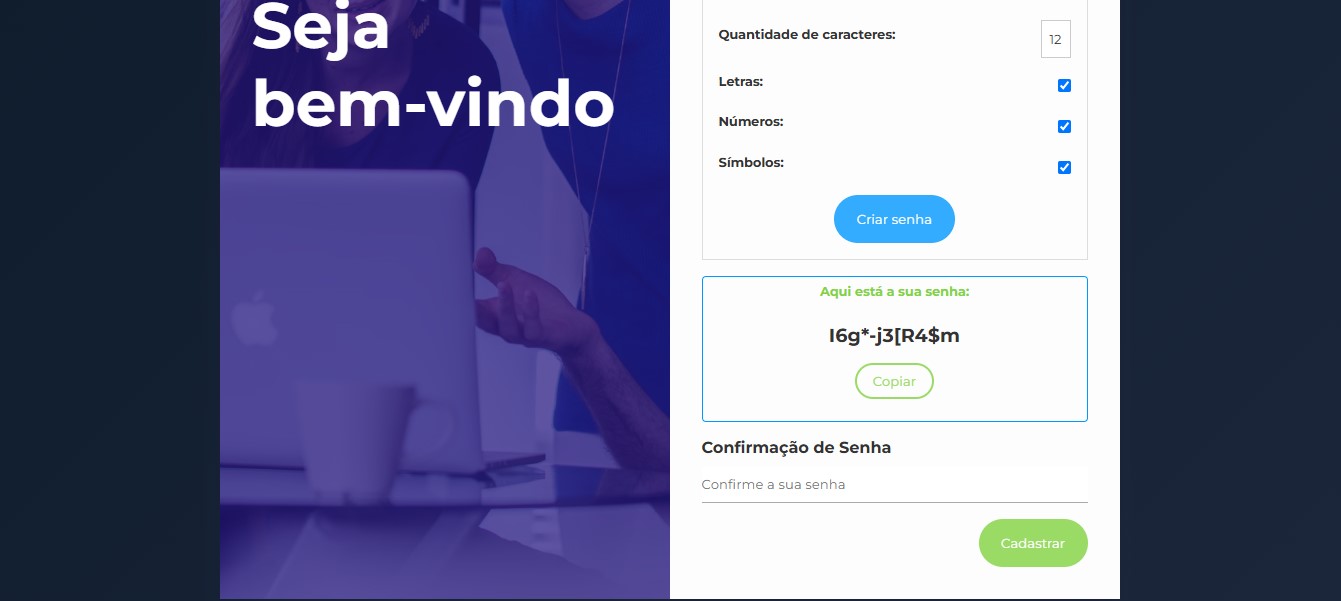 Seja
bem-vindo
Quantidade de caracteres:
12
Letras:
Números:
Símbolos:
Criar senha
Aqui está a sua senha:
I6g*-j3[R4$m
Copiar
Confirmação de Senha
Confirme a sua senha
Cadastrar